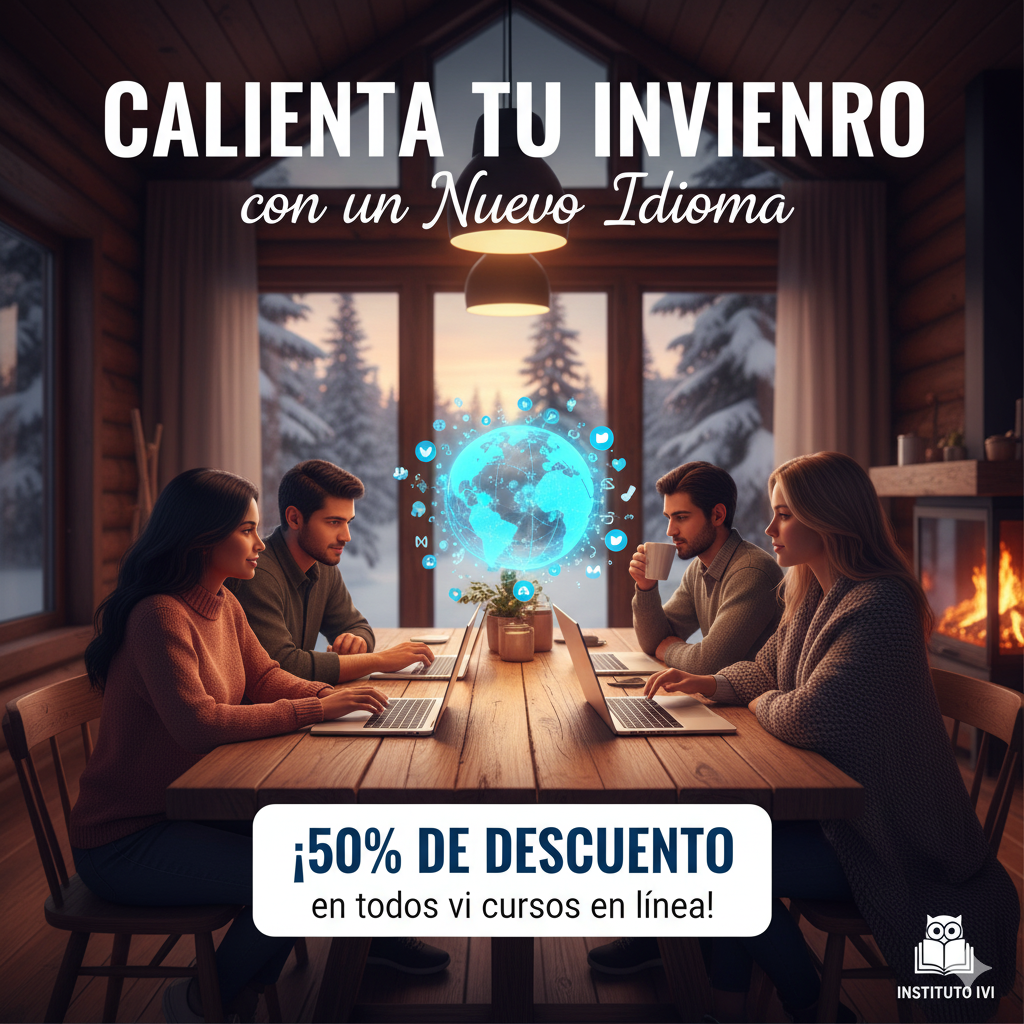 CALIENTA TU INVIENRO
con un Nuevo Idioma
¡50% DE DESCUENTO
en todos vi cursos en línea!
INSTITUTO IVI